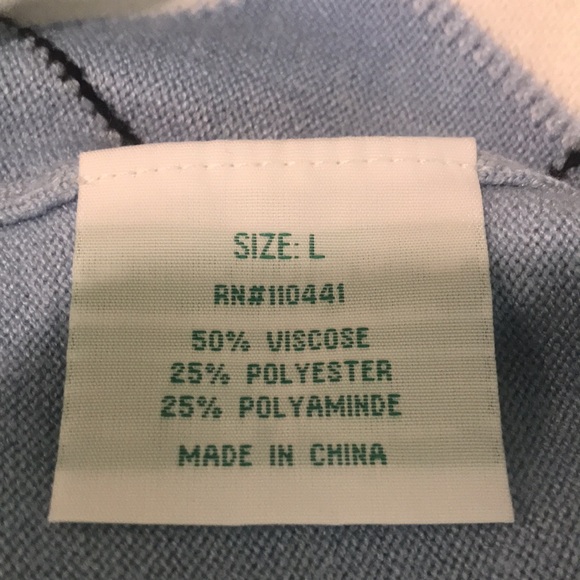 SIZE: L
RN#110441
50% VISCOSE
25% POLYESTER
25% POLYAMINDE
MADE IN CHINA